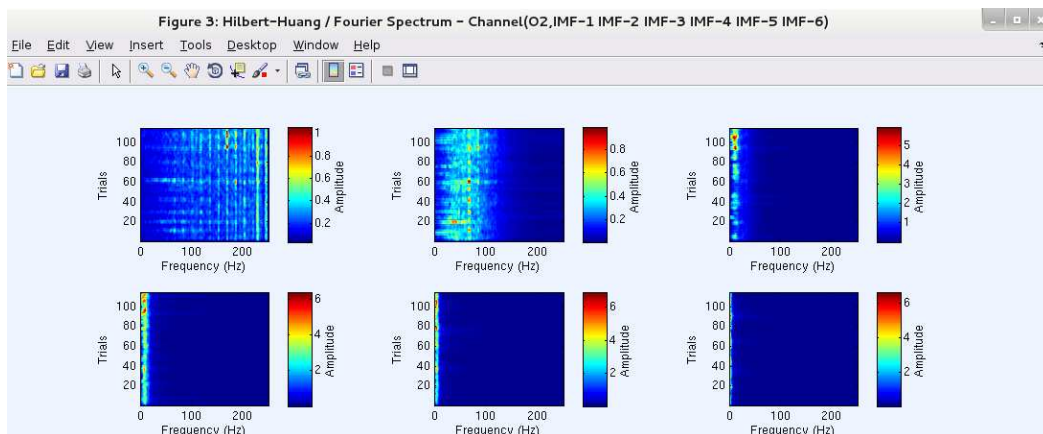 Figure 3: Hilbert-Huang / Fourier Spectrum - Channel(O2,IMF-1 IMF-2 IMF-3 IMF-4 IMF-5 IMF-6)
File Edit View Insert Tools Desktop Window Help
100
80
60
40
20
Trials
0 100 200
Frequency (Hz)
1
0.8
0.6
0.4
0.2
Amplitude
100
80
60
40
20
Trials
0 100 200
Frequency (Hz)
0.8
0.6
0.4
0.2
Amplitude
100
80
60
40
20
Trials
0 100 200
Frequency (Hz)
5
4
3
2
1
Amplitude
100
80
60
40
20
Trials
0 100 200
Frequency (Hz)
6
4
2
Amplitude
100
80
60
40
20
Trials
0 100 200
Frequency (Hz)
6
4
2
Amplitude
100
80
60
40
20
Trials
0 100 200
Frequency (Hz)
6
4
2
Amplitude